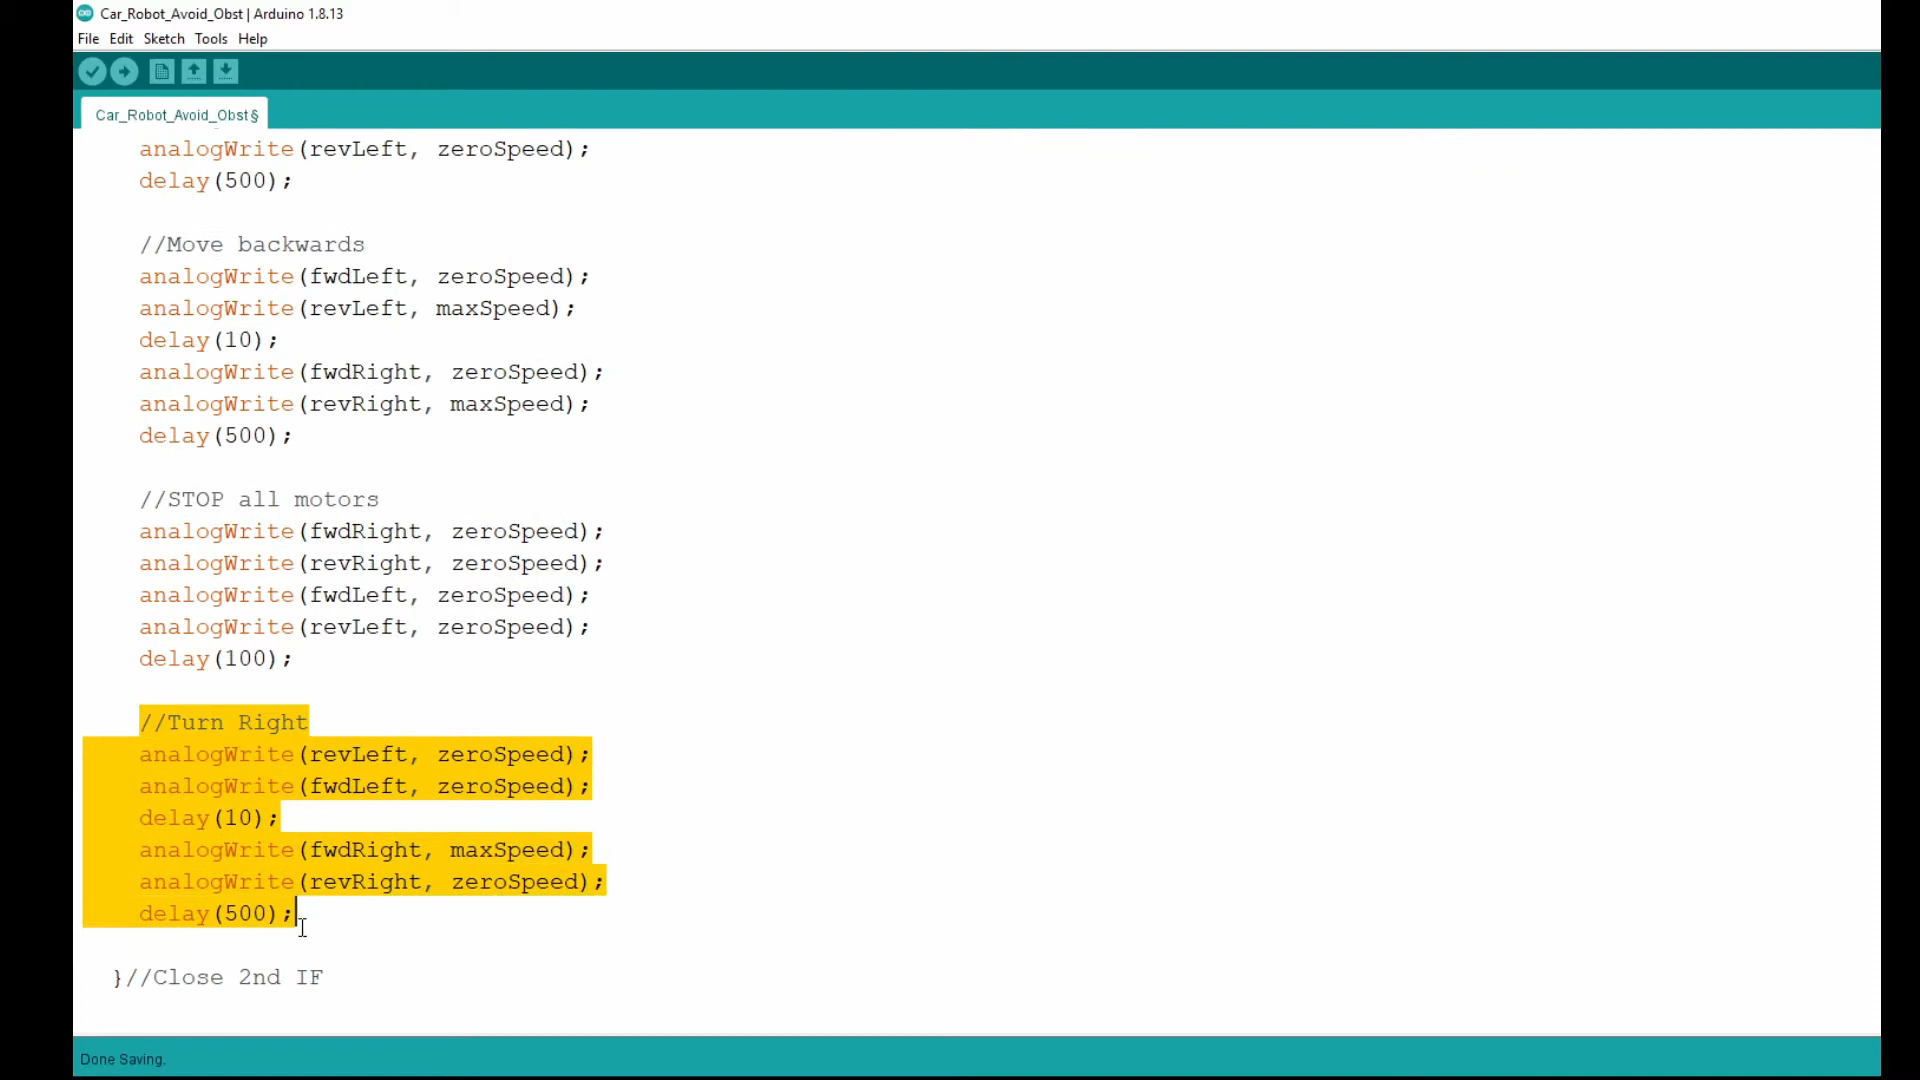 Car_Robot_Avoid_Obst | Arduino 1.8.13
File Edit Sketch Tools Help
Car_Robot_Avoid_Obst§
analogWrite(revLeft, zeroSpeed);
delay(500);
//Move backwards
analogWrite(fwdLeft, zeroSpeed);
analogWrite(revLeft, maxSpeed);
delay(10);
analogWrite(fwdRight, zeroSpeed);
analogWrite(revRight, maxSpeed);
delay(500);
//STOP all motors
analogWrite(fwdRight, zeroSpeed);
analogWrite(revRight, zeroSpeed);
analogWrite(fwdLeft, zeroSpeed);
analogWrite(revLeft, zeroSpeed);
delay(100);
//Turn Right
analogWrite(revLeft, zeroSpeed);
analogWrite(fwdLeft, zeroSpeed);
delay(10);
analogWrite(fwdRight, maxSpeed);
analogWrite(revRight, zeroSpeed);
delay(500);
}//Close 2nd IF
Done Saving.